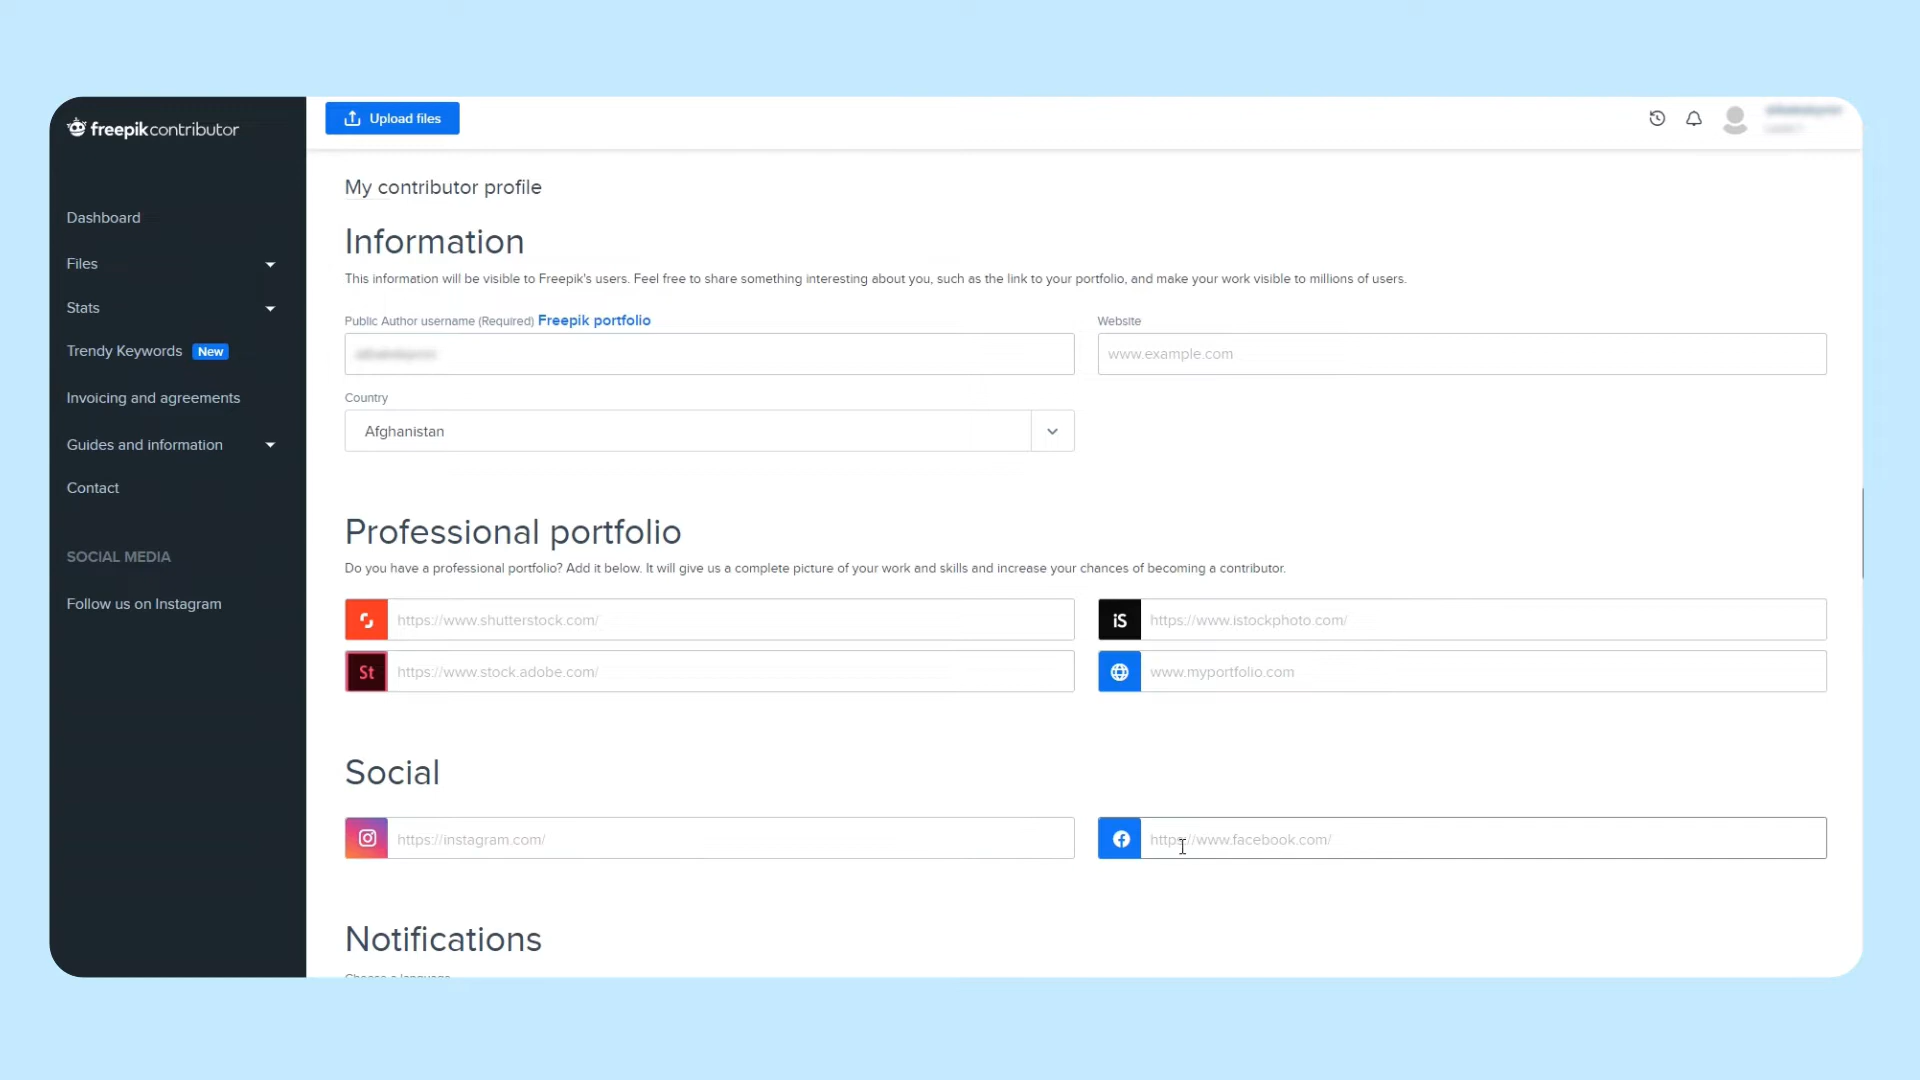 freepikcontributor
Upload files
Dashboard
Files
Stats
Trendy Keywords New
Invoicing and agreements
Guides and information
Contact
SOCIAL MEDIA
Follow us on Instagram
My contributor profile
Information
This information will be visible to Freepik's users. Feel free to share something interesting about you, such as the link to your portfolio, and make your work visible to millions of users.
Public Author username (Required) Freepik portfolio
Website
www.example.com
Country
Afghanistan
Professional portfolio
Do you have a professional portfolio? Add it below. It will give us a complete picture of your work and skills and increase your chances of becoming a contributor.
https://www.shutterstock.com/
iS https://www.istockphoto.com/
St https://www.stock.adobe.com/
www.myportfolio.com
Social
https://instagram.com/
https://www.facebook.com/
Notifications
Choose a language